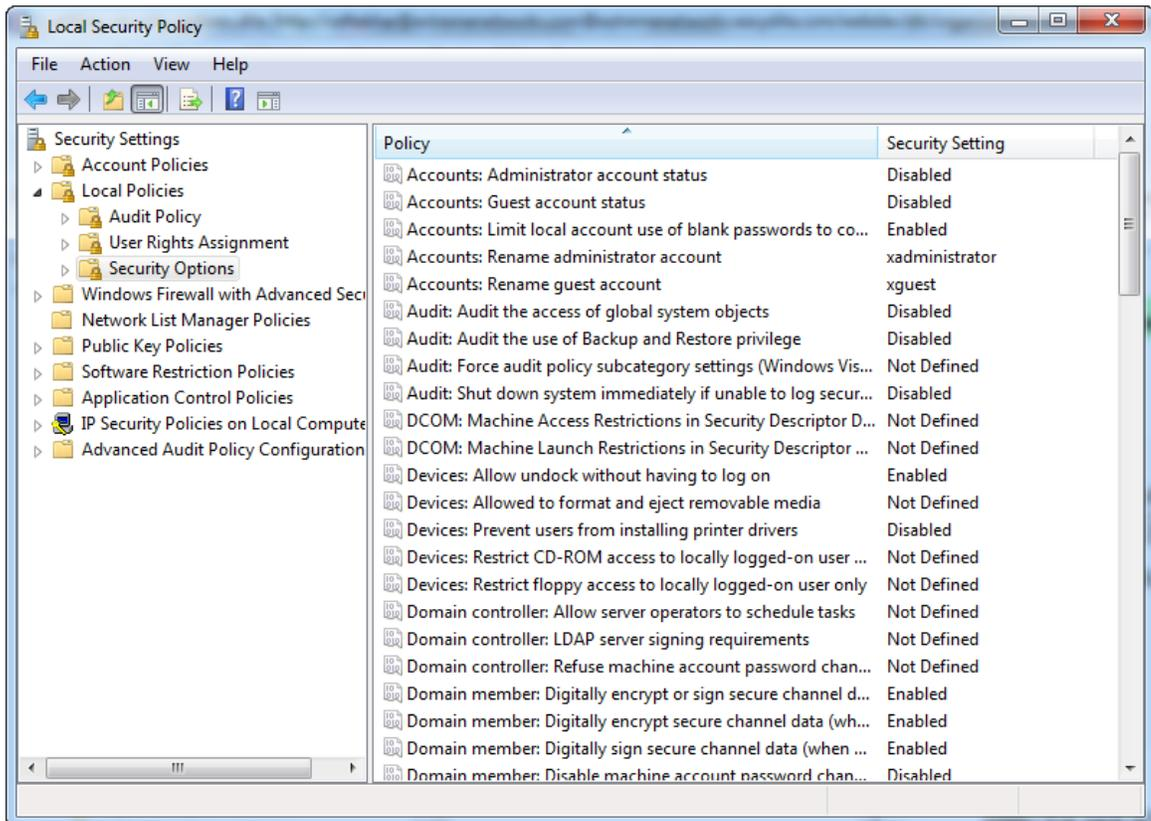 Local Security Policy
File Action View Help
Security Settings
Account Policies
Local Policies
Audit Policy
User Rights Assignment
Security Options
Windows Firewall with Advanced Secu
Network List Manager Policies
Public Key Policies
Software Restriction Policies
Application Control Policies
IP Security Policies on Local Compute
Advanced Audit Policy Configuration
Policy Security Setting
Accounts: Administrator account status Disabled
Accounts: Guest account status Disabled
Accounts: Limit local account use of blank passwords to co... Enabled
Accounts: Rename administrator account xadministrator
Accounts: Rename guest account xguest
Audit: Audit the access of global system objects Disabled
Audit: Audit the use of Backup and Restore privilege Disabled
Audit: Force audit policy subcategory settings (Windows Vis... Not Defined
Audit: Shut down system immediately if unable to log secur... Disabled
DCOM: Machine Access Restrictions in Security Descriptor D... Not Defined
DCOM: Machine Launch Restrictions in Security Descriptor ... Not Defined
Devices: Allow undock without having to log on Enabled
Devices: Allowed to format and eject removable media Not Defined
Devices: Prevent users from installing printer drivers Disabled
Devices: Restrict CD-ROM access to locally logged-on user ... Not Defined
Devices: Restrict floppy access to locally logged-on user only Not Defined
Domain controller: Allow server operators to schedule tasks Not Defined
Domain controller: LDAP server signing requirements Not Defined
Domain controller: Refuse machine account password chan... Not Defined
Domain member: Digitally encrypt or sign secure channel d... Enabled
Domain member: Digitally encrypt secure channel data (wh... Enabled
Domain member: Digitally sign secure channel data (when ... Enabled
Domain member: Disable machine account password chan... Disabled